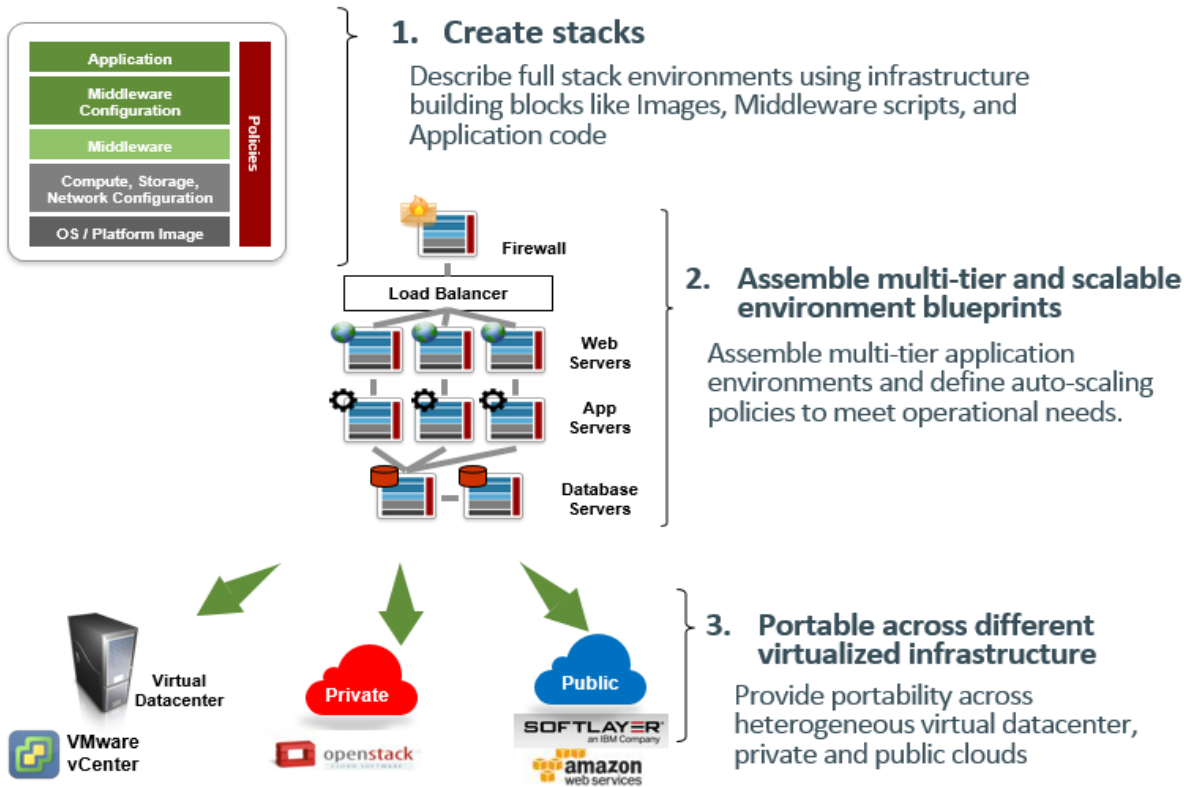 Application
Middleware
Configuration
Middleware
Compute, Storage,
Network Configuration
OS / Platform Image
Policies
1. Create stacks
Describe full stack environments using infrastructure
building blocks like Images, Middleware scripts, and
Application code
Firewall
Load Balancer
Web
Servers
App
Servers
Database
Servers
2. Assemble multi-tier and scalable
environment blueprints
Assemble multi-tier application
environments and define auto-scaling
policies to meet operational needs.
Virtual
Datacenter
VMware
vCenter
Private
openstack
CLOUD SOFTWARE
Public
SOFTLAYER
an IBM Company
amazon
web services
3. Portable across different
virtualized infrastructure
Provide portability across
heterogeneous virtual datacenter,
private and public clouds